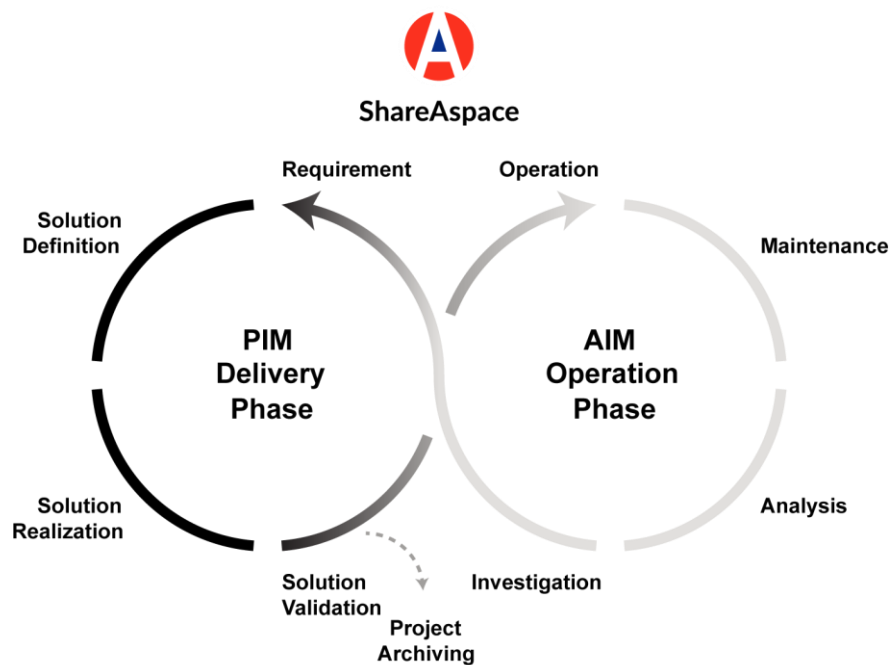 A
ShareAspace
Requirement
Operation
Solution
Definition
Maintenance
PIM
Delivery
Phase
AIM
Operation
Phase
Solution
Realization
Analysis
Solution
Validation
Investigation
Project
Archiving